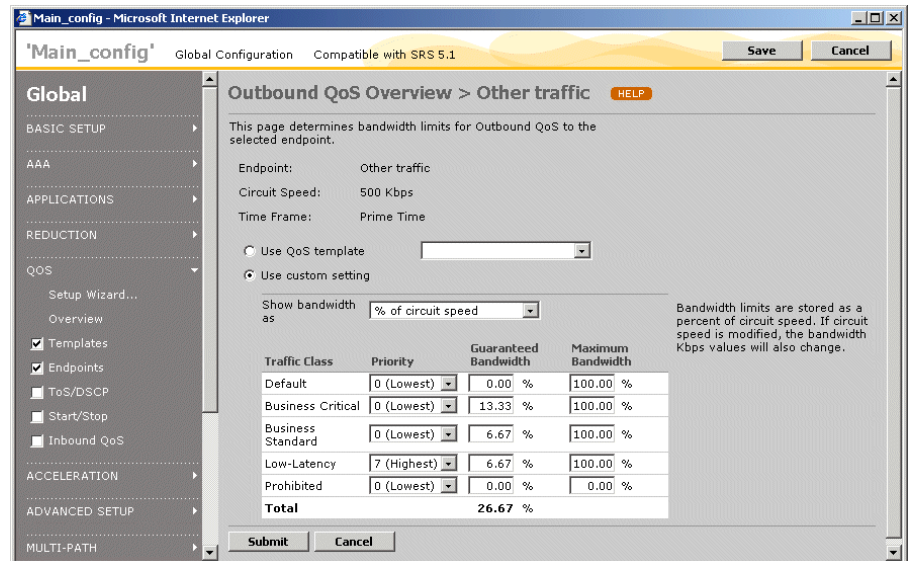 Main_config - Microsoft Internet Explorer
'Main_config' Global Configuration Compatible with SRS 5.1 Save Cancel
Global
BASIC SETUP
AAA
APPLICATIONS
REDUCTION
QOS
Setup Wizard...
Overview
Templates
Endpoints
ToS/DSCP
Start/Stop
Inbound QoS
ACCELERATION
ADVANCED SETUP
MULTI-PATH
Outbound QoS Overview > Other traffic HELP
This page determines bandwidth limits for Outbound QoS to the
selected endpoint.
Endpoint: Other traffic
Circuit Speed: 500 Kbps
Time Frame: Prime Time
Use QoS template
Use custom setting
Show bandwidth
as
% of circuit speed
Bandwidth limits are stored as a
percent of circuit speed. If circuit
speed is modified, the bandwidth
Kbps values will also change.
Traffic Class Priority Guaranteed
Bandwidth Maximum
Bandwidth
Default 0 (Lowest) 0.00 % 100.00 %
Business Critical 0 (Lowest) 13.33 % 100.00 %
Business
Standard 0 (Lowest) 6.67 % 100.00 %
Low-Latency 7 (Highest) 6.67 % 100.00 %
Prohibited 0 (Lowest) 0.00 % 0.00 %
Total 26.67 %
Submit Cancel